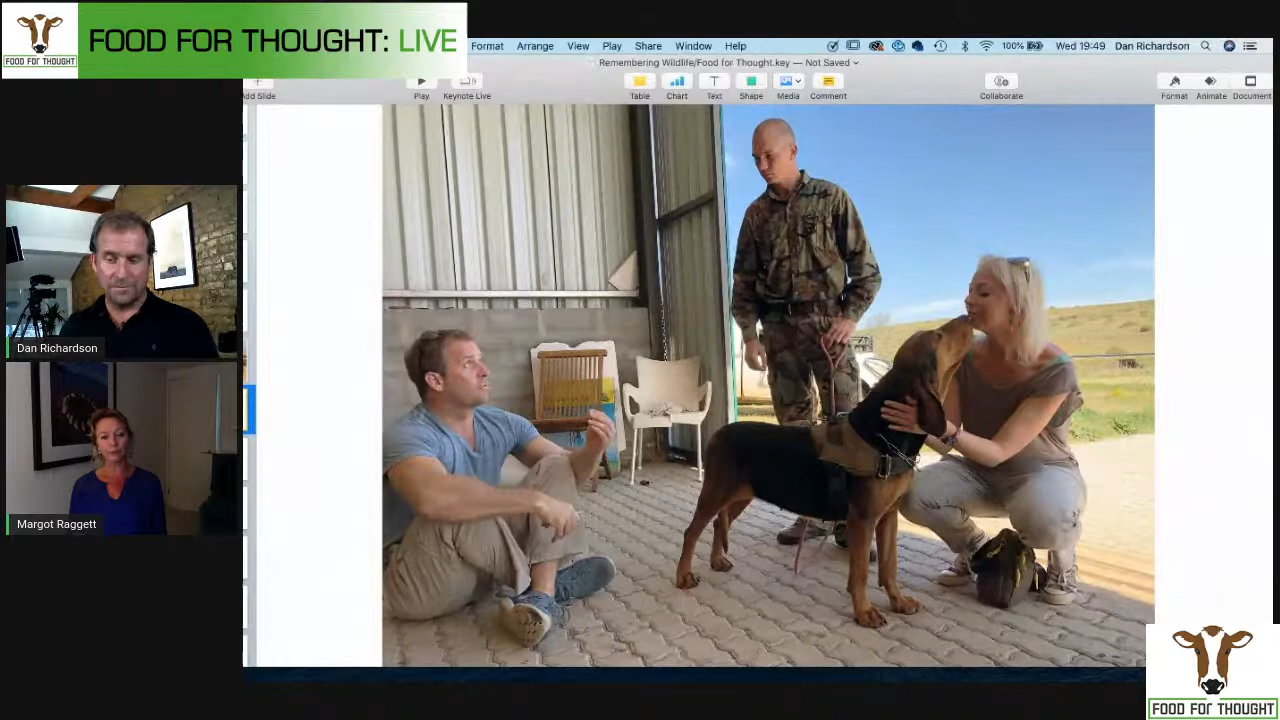 FOOD FOR THOUGHT
FOOD FOR THOUGHT: LIVE
Format Arrange View Play Share Window Help
100% Wed 19:49 Dan Richardson
Remembering Wildlife/Food for Thought.key — Not Saved
Add Slide Play Keynote Live Table Chart Text Shape Media Comment Collaborate Format Animate Document
Dan Richardson
Margot Raggett
FOOD FOR THOUGHT